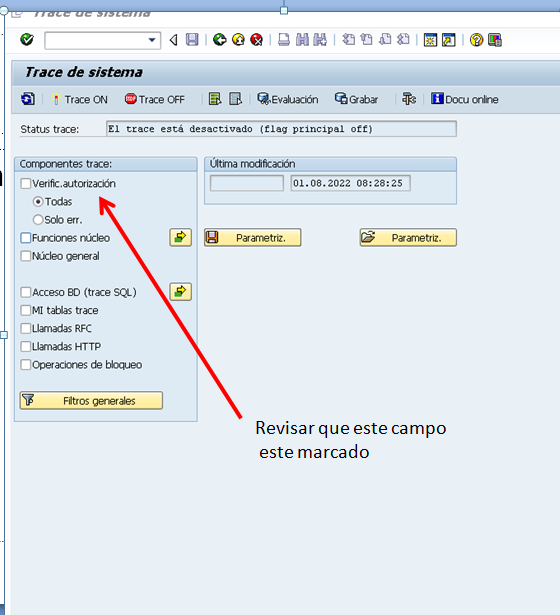 Trace de sistema
Trace de sistema
Trace ON Trace OFF Evaluación Grabar Docu online
Status trace: El trace está desactivado (flag principal off)
Componentes trace:
Verific.autorización
Todas
Solo err.
Funciones núcleo
Núcleo general
Acceso BD (trace SQL)
MI tablas trace
Llamadas RFC
Llamadas HTTP
Operaciones de bloqueo
Filtros generales
Última modificación
01.08.2022 08:28:25
Parametriz. Parametriz.
Revisar que este campo
este marcado